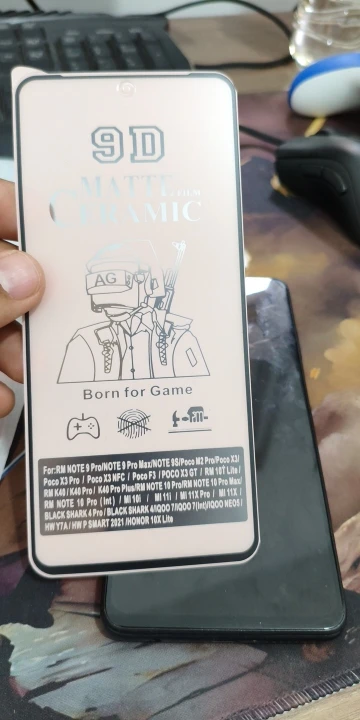 9D
MATTE FILM
CERAMIC
AG
Born for Game
For:RM NOTE 9 Pro/NOTE 9 Pro Max/NOTE 9S/Poco M2 Pro/Poco X3/
Poco X3 Pro / Poco X3 NFC / Poco F3 / POCO X3 GT / RM 10T Lite /
RM K40 / K40 Pro / K40 Pro Plus/RM NOTE 10 Pro/RM NOTE 10 Pro Max/
RM NOTE 10 Pro (Int) / Mi 10i / Mi 11i / Mi 11X Pro / Mi 11X /
BLACK SHARK 4 Pro / BLACK SHARK 4/IQOO 7/IQOO 7(Int)/IQOO NEO5 /
HW Y7A / HW P SMART 2021 /HONOR 10X Lite